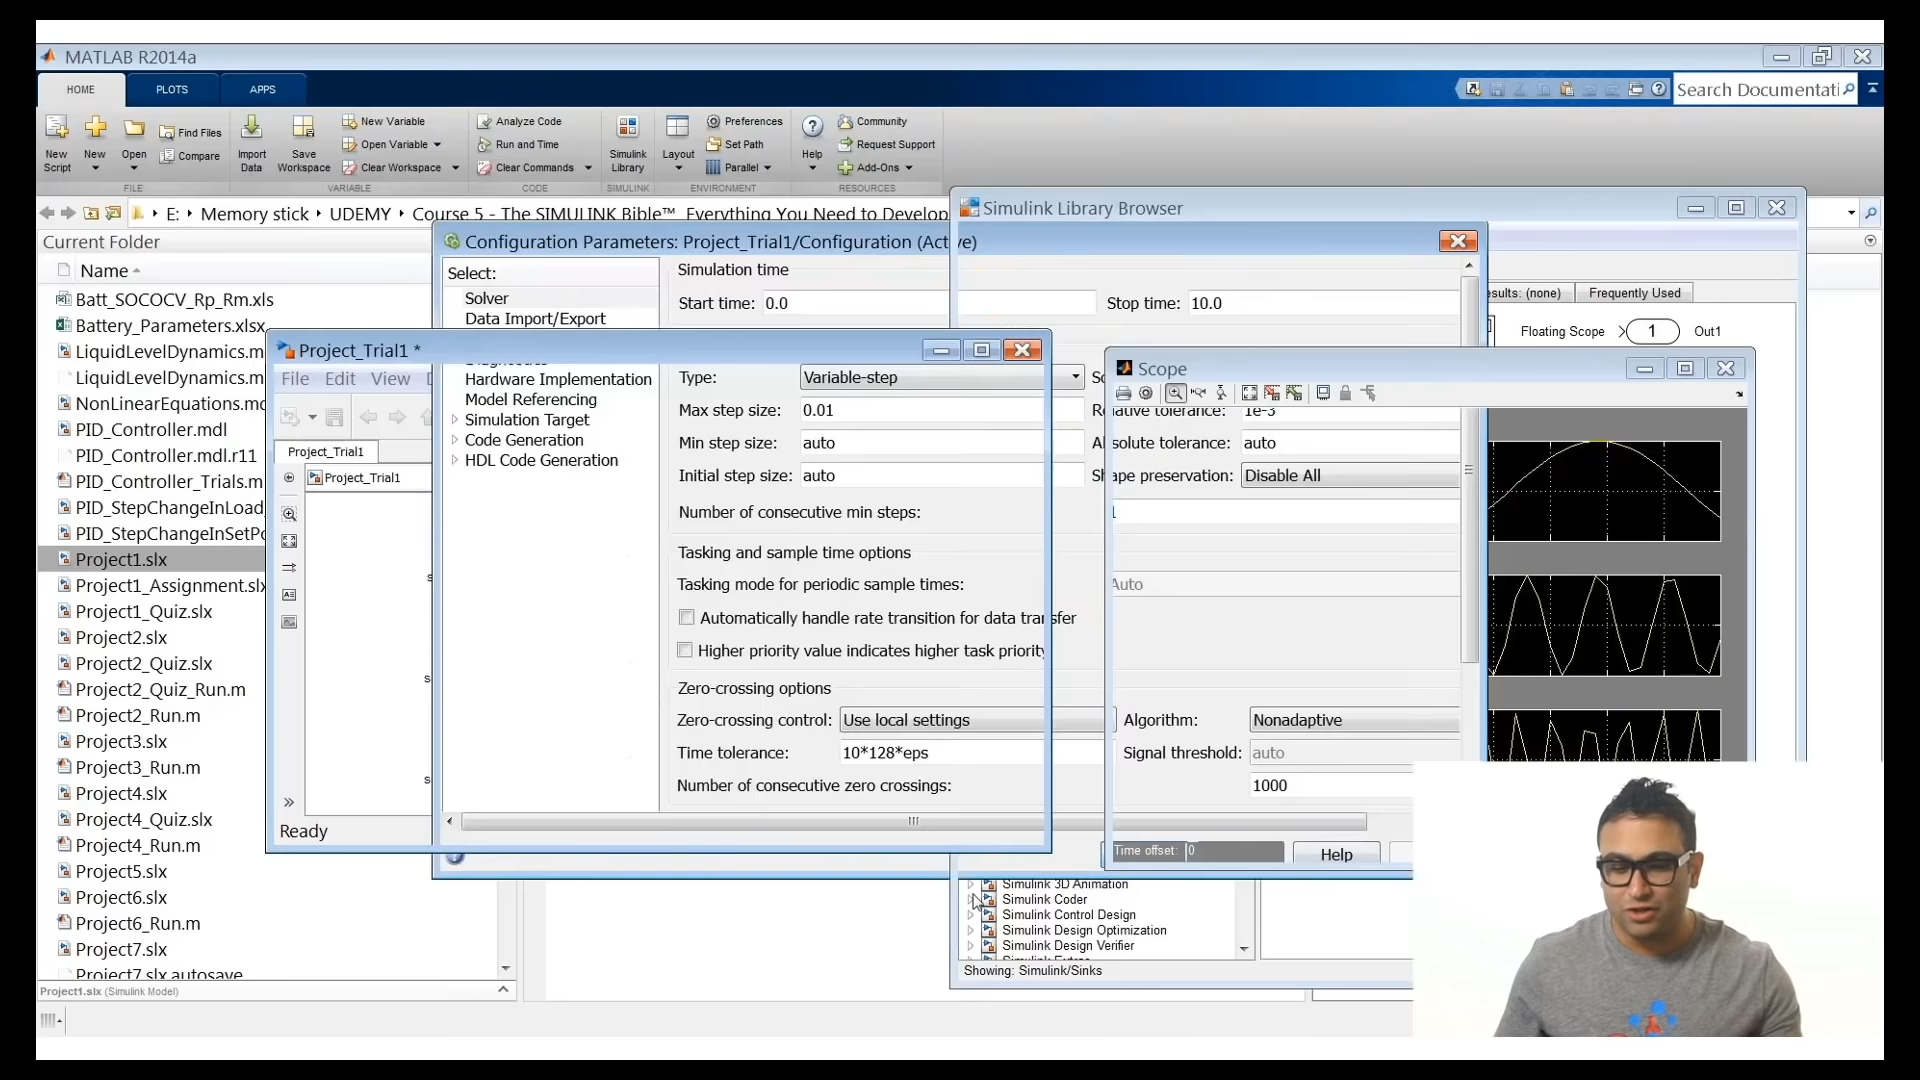 MATLAB R2014a
HOME
PLOTS
APPS
Search Documentati
New Script
New
Open
Find Files
Compare
FILE
Import Data
Save Workspace
New Variable
Open Variable
Clear Workspace
VARIABLE
Analyze Code
Run and Time
Clear Commands
CODE
Simulink Library
SIMULINK
Layout
Preferences
Set Path
Parallel
ENVIRONMENT
Help
Community
Request Support
Add-Ons
RESOURCES
E: Memory stick UDEMY Course 5 - The SIMULINK Bible™ Everything You Need to Develop
Current Folder
Name
Batt_SOCOCV_Rp_Rm.xls
Battery_Parameters.xlsx
LiquidLevelDynamics.m
LiquidLevelDynamics.m
NonLinearEquations.m
PID_Controller.mdl
PID_Controller.mdl.r11
PID_Controller_Trials.m
PID_StepChangeInLoad
PID_StepChangeInSetPo
Project1.slx
Project1_Assignment.slx
Project1_Quiz.slx
Project2.slx
Project2_Quiz.slx
Project2_Quiz_Run.m
Project2_Run.m
Project3.slx
Project3_Run.m
Project4.slx
Project4_Quiz.slx
Project4_Run.m
Project5.slx
Project6.slx
Project6_Run.m
Project7.slx
Project7.slx.autosave
Project1.slx (Simulink Model)
Configuration Parameters: Project_Trial1/Configuration (Active)
Select:
Solver
Data Import/Export
Hardware Implementation
Model Referencing
Simulation Target
Code Generation
HDL Code Generation
Simulation time
Start time: 0.0
Stop time: 10.0
Type: Variable-step
Max step size: 0.01
Relative tolerance: 1e-3
Min step size: auto
Absolute tolerance: auto
Initial step size: auto
Shape preservation: Disable All
Number of consecutive min steps:
1
Tasking and sample time options
Tasking mode for periodic sample times:
Auto
Automatically handle rate transition for data transfer
Higher priority value indicates higher task priority
Zero-crossing options
Zero-crossing control: Use local settings
Algorithm: Nonadaptive
Time tolerance: 10*128*eps
Signal threshold: auto
Number of consecutive zero crossings:
1000
Help
Project_Trial1 *
File Edit View
Project_Trial1
Project_Trial1
Ready
Simulink Library Browser
esults: (none)
Frequently Used
Floating Scope
1
Out1
Scope
Time offset: 0
Simulink 3D Animation
Simulink Coder
Simulink Control Design
Simulink Design Optimization
Simulink Design Verifier
Showing: Simulink/Sinks